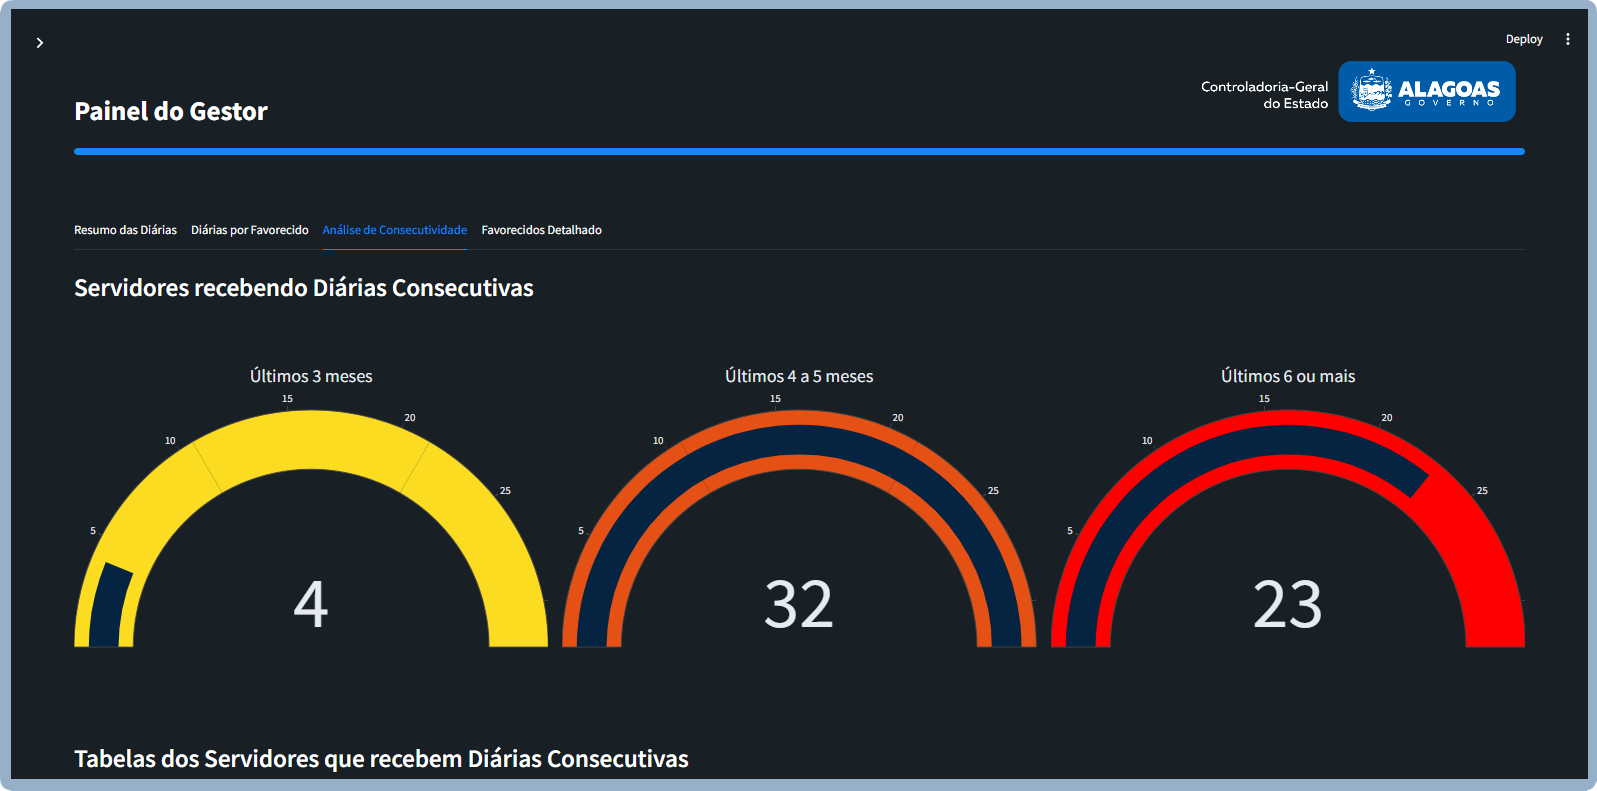 Deploy
Controladoria-Geral
do Estado
ALAGOAS
GOVERNO
Painel do Gestor
Resumo das Diárias
Diárias por Favorecido
Análise de Consecutividade
Favorecidos Detalhado
Servidores recebendo Diárias Consecutivas
Últimos 3 meses
5
10
15
20
25
4
Últimos 4 a 5 meses
5
10
15
20
25
32
Últimos 6 ou mais
5
10
15
20
25
23
Tabelas dos Servidores que recebem Diárias Consecutivas